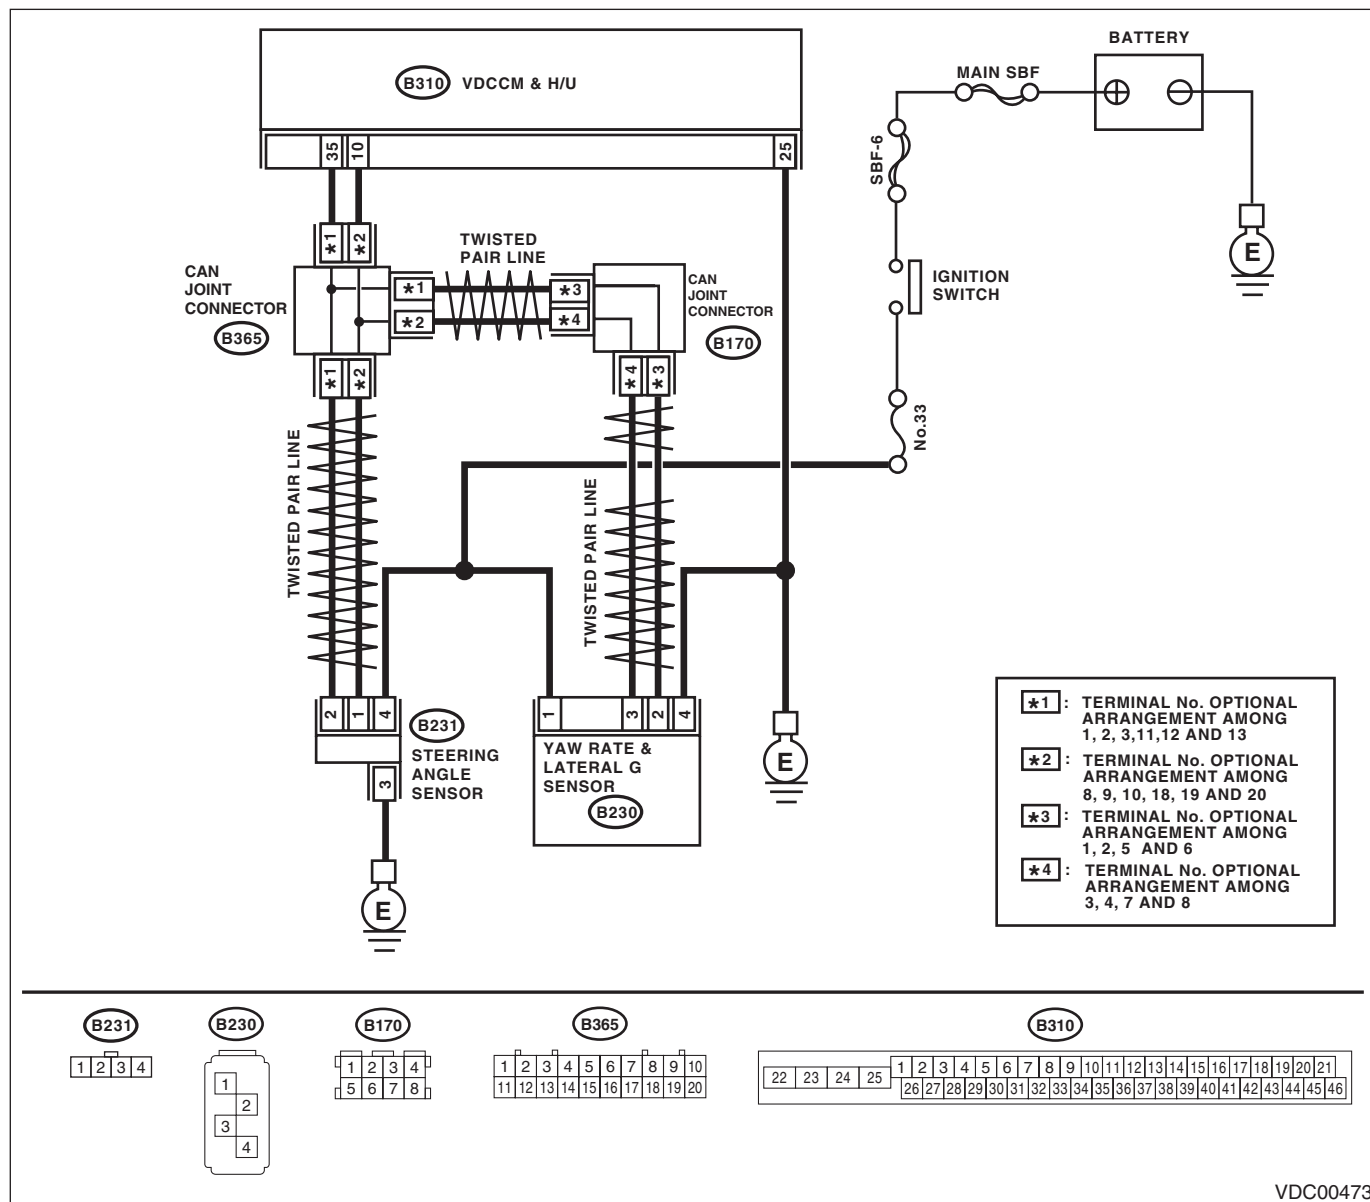 BATTERY
MAIN SBF
B310 VDCCM & H/U
SBF-6
35 10 25
*1 *2
TWISTED
PAIR LINE
E
CAN
JOINT
CONNECTOR
B365
*1
*2
*3
*4
CAN
JOINT
CONNECTOR
B170
IGNITION
SWITCH
*1 *2
*4 *3
No.33
TWISTED PAIR LINE
TWISTED PAIR LINE
2 1 4
B231
STEERING
ANGLE
SENSOR
3
E
1 3 2 4
YAW RATE &
LATERAL G
SENSOR
B230
E
*1 : TERMINAL No. OPTIONAL
ARRANGEMENT AMONG
1, 2, 3,11,12 AND 13
*2 : TERMINAL No. OPTIONAL
ARRANGEMENT AMONG
8, 9, 10, 18, 19 AND 20
*3 : TERMINAL No. OPTIONAL
ARRANGEMENT AMONG
1, 2, 5 AND 6
*4 : TERMINAL No. OPTIONAL
ARRANGEMENT AMONG
3, 4, 7 AND 8
B231
1 2 3 4
B230
1
2
3
4
B170
1 2 3 4
5 6 7 8
B365
1 2 3 4 5 6 7 8 9 10
11 12 13 14 15 16 17 18 19 20
B310
22 23 24 25
1 2 3 4 5 6 7 8 9 10 11 12 13 14 15 16 17 18 19 20 21
26 27 28 29 30 31 32 33 34 35 36 37 38 39 40 41 42 43 44 45 46
VDC00473